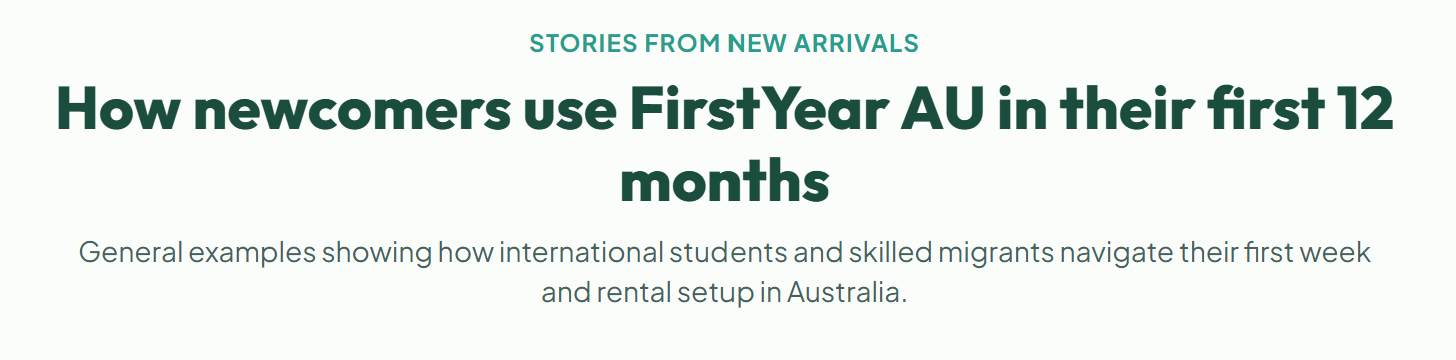 STORIES FROM NEW ARRIVALS
How newcomers use FirstYear AU in their first 12
months
General examples showing how international students and skilled migrants navigate their first week
and rental setup in Australia.